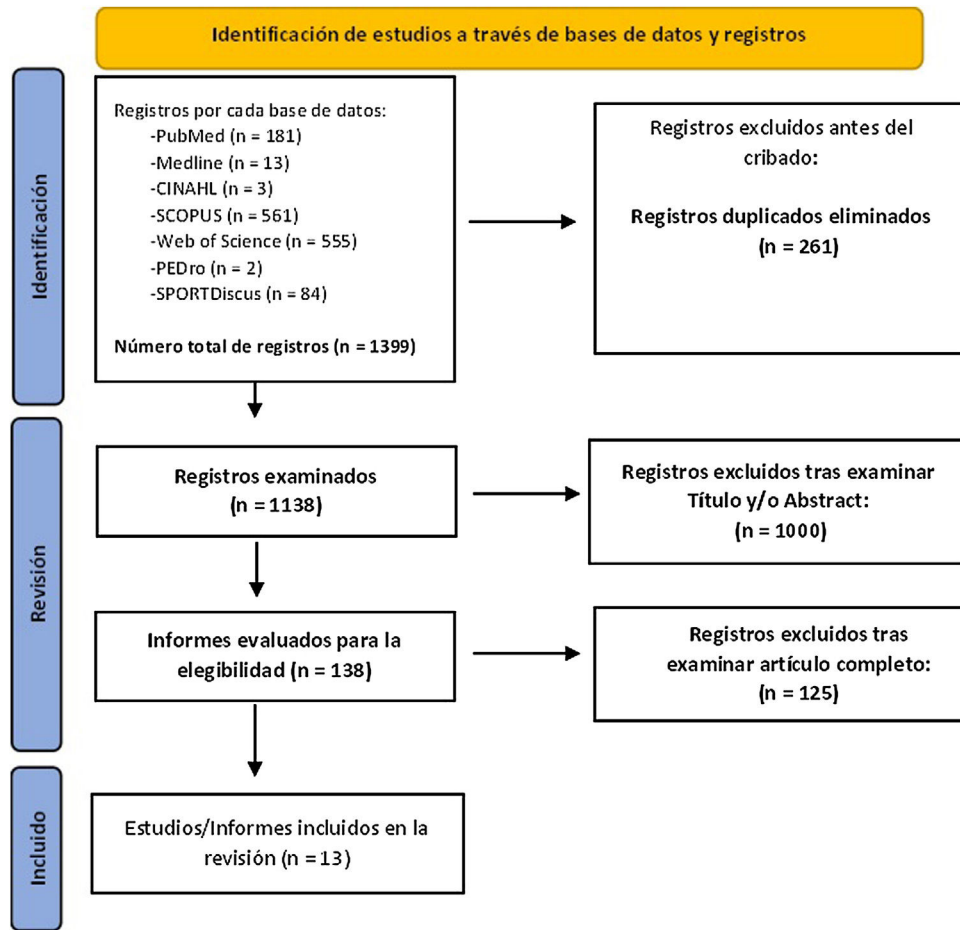 Identificación de estudios a través de bases de datos y registros
Identificación
Registros por cada base de datos:
-PubMed (n = 181)
-Medline (n = 13)
-CINAHL (n = 3)
-SCOPUS (n = 561)
-Web of Science (n = 555)
-PEDro (n = 2)
-SPORTDiscus (n = 84)
Número total de registros (n = 1399)
Registros excluidos antes del
cribado:
Registros duplicados eliminados
(n = 261)
Revisión
Registros examinados
(n = 1138)
Registros excluidos tras examinar
Título y/o Abstract:
(n = 1000)
Informes evaluados para la
elegibilidad (n = 138)
Registros excluidos tras
examinar artículo completo:
(n = 125)
Incluido
Estudios/Informes incluidos en la
revisión (n = 13)